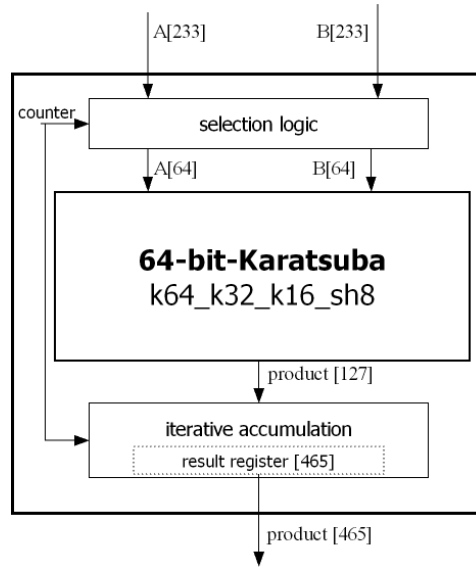 A[233]
B[233]
counter
selection logic
A[64]
B[64]
64-bit-Karatsuba
k64_k32_k16_sh8
product [127]
iterative accumulation
result register [465]
product [465]